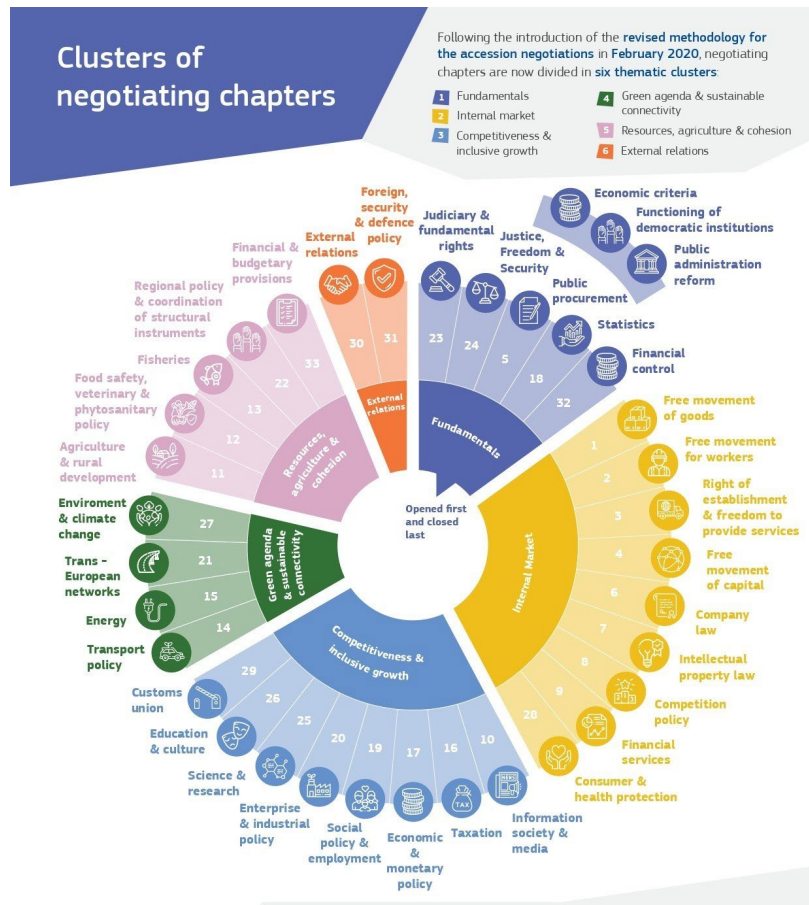 Clusters of
negotiating chapters
Following the introduction of the revised methodology for
the accession negotiations in February 2020, negotiating
chapters are now divided in six thematic clusters:
1 Fundamentals
2 Internal market
3 Competitiveness &
inclusive growth
4 Green agenda & sustainable
connectivity
5 Resources, agriculture & cohesion
6 External relations
Economic criteria
Functioning of
democratic institutions
Public
administration
reform
Judiciary &
fundamental
rights
Justice,
Freedom &
Security
Public
procurement
Statistics
Financial
control
23
24
5
18
32
Fundamentals
Opened first
and closed
last
Free movement
of goods
Free movement
for workers
Right of
establishment
& freedom to
provide services
Free
movement
of capital
Company
law
Intellectual
property law
Competition
policy
Financial
services
Consumer &
health protection
1
2
3
4
6
7
8
9
28
Internal Market
Information
society &
media
Taxation
TAX
Economic
&
monetary
policy
Social
policy &
employment
Enterprise
& industrial
policy
Science &
research
Education
& culture
Customs
union
10
16
17
19
20
25
26
29
Competitiveness &
inclusive growth
Transport
policy
Energy
Trans -
European
networks
Enviroment
& climate
change
14
15
21
27
Green agenda
& sustainable
connectivity
Agriculture
& rural
development
Food safety,
veterinary &
phytosanitary
policy
Fisheries
Regional policy
& coordination
of structural
instruments
Financial &
budgetary
provisions
11
12
13
22
33
Resources,
agriculture &
cohesion
External
relations
Foreign,
security
& defence
policy
30
31
External
relations